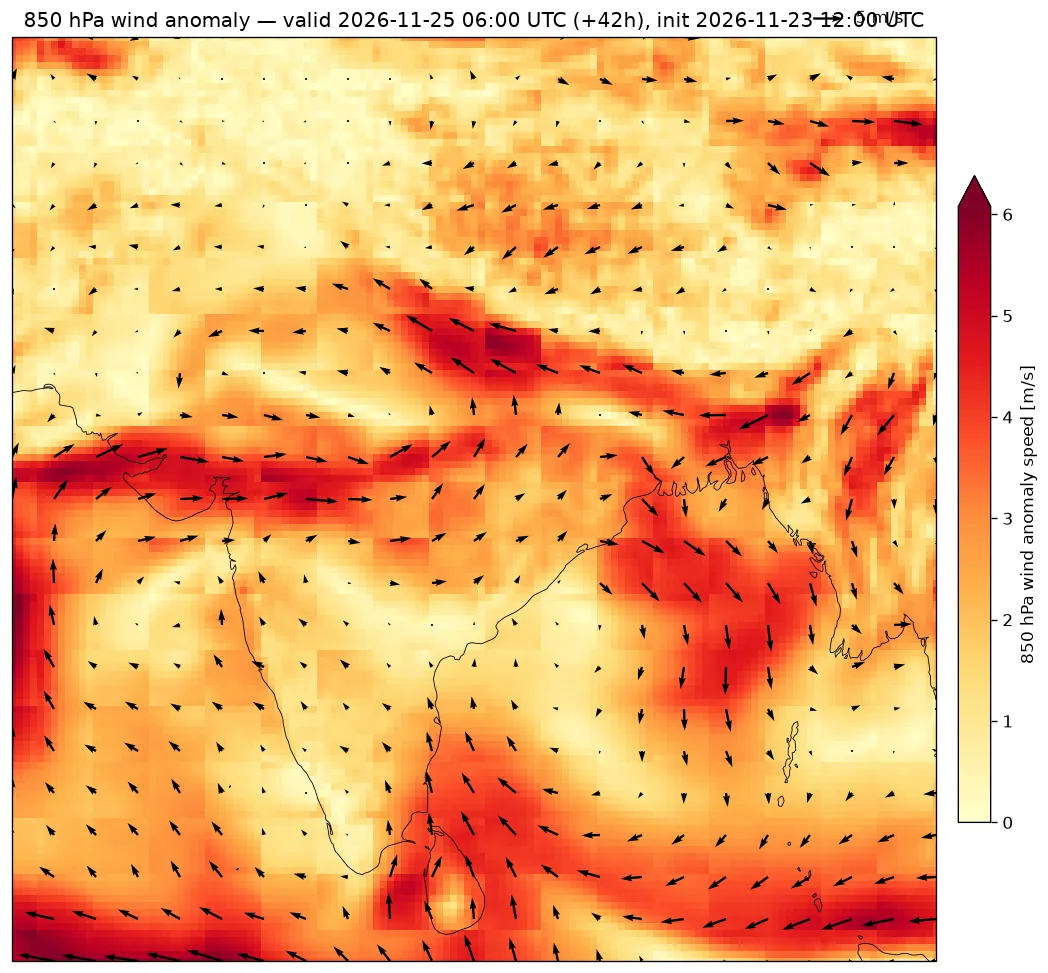 850 hPa wind anomaly — valid 2026-11-25 06:00 UTC (+42h), init 2026-11-23 12:00 UTC
5 m/s
6
5
4
3
2
1
0
850 hPa wind anomaly speed [m/s]